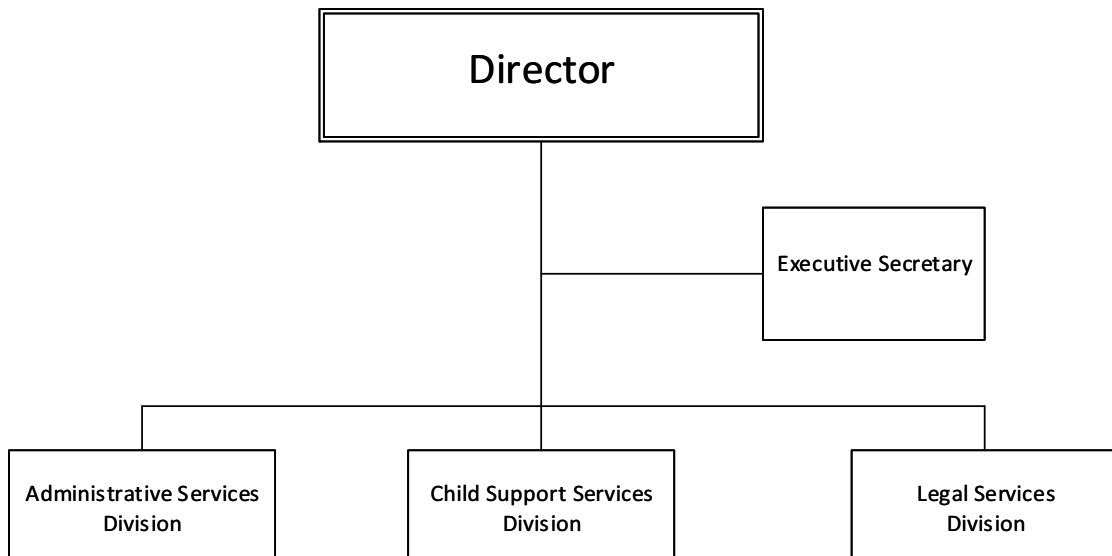 Director
Executive Secretary
Administrative Services
Division
Child Support Services
Division
Legal Services
Division